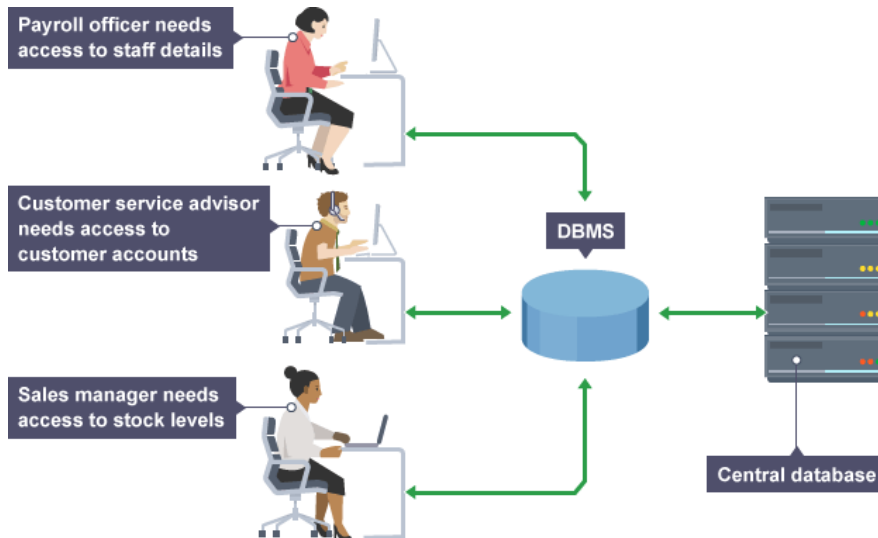 Payroll officer needs
access to staff details
Customer service advisor
needs access to
customer accounts
DBMS
Sales manager needs
access to stock levels
Central database